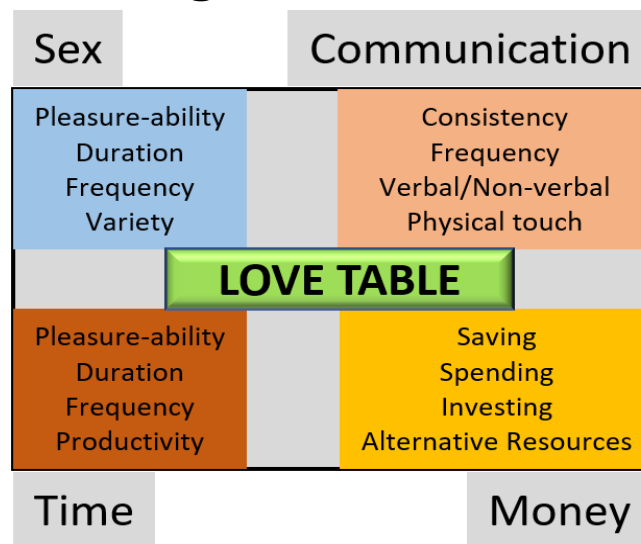 Sex
Communication
Pleasure-ability
Duration
Frequency
Variety
Consistency
Frequency
Verbal/Non-verbal
Physical touch
LOVE TABLE
Pleasure-ability
Duration
Frequency
Productivity
Saving
Spending
Investing
Alternative Resources
Time
Money